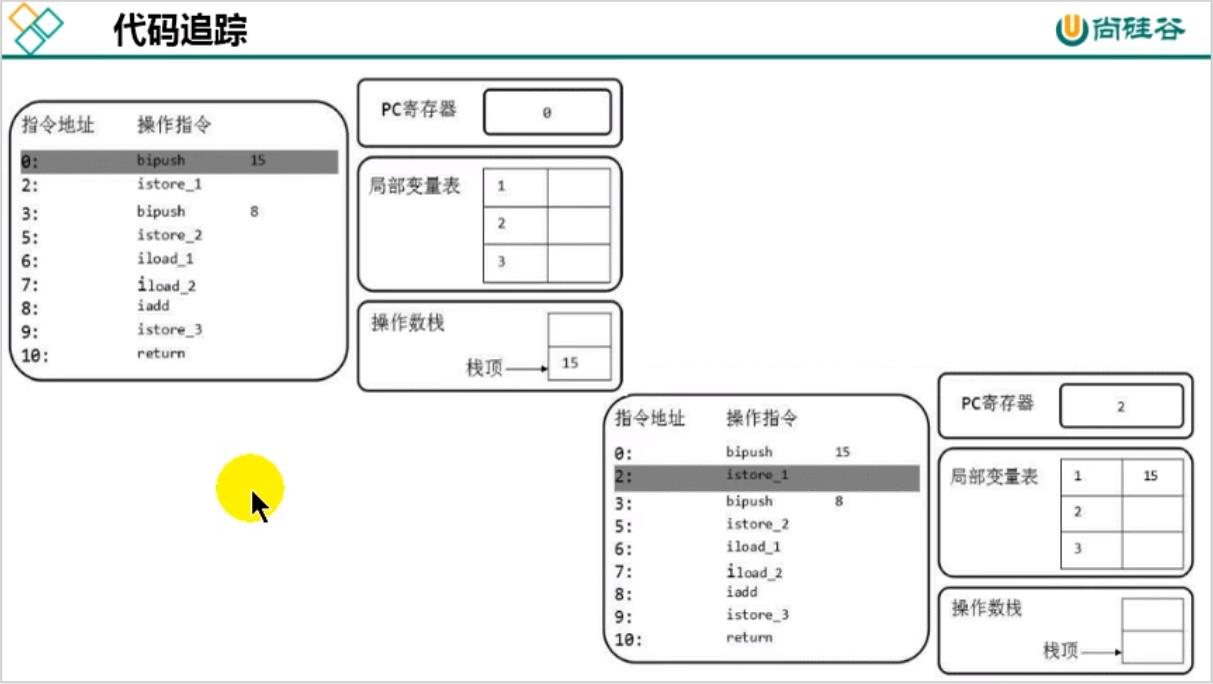 代码追踪
尚硅谷
指令地址 操作指令
0: bipush 15
2: istore_1
3: bipush 8
5: istore_2
6: iload_1
7: iload_2
8: iadd
9: istore_3
10: return
PC寄存器 0
局部变量表 1
2
3
操作数栈
栈顶 15
指令地址 操作指令
0: bipush 15
2: istore_1
3: bipush 8
5: istore_2
6: iload_1
7: iload_2
8: iadd
9: istore_3
10: return
PC寄存器 2
局部变量表 1 15
2
3
操作数栈
栈顶